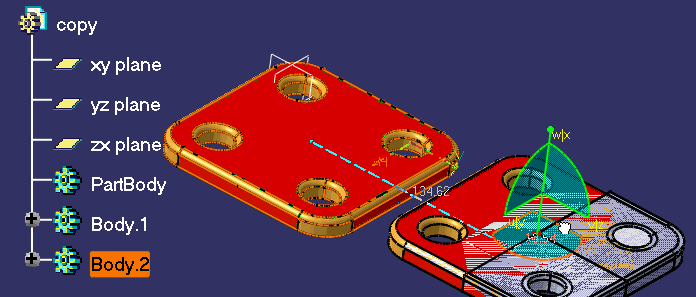 copy
xy plane
yz plane
zx plane
PartBody
Body.1
Body.2
134.62
w|x